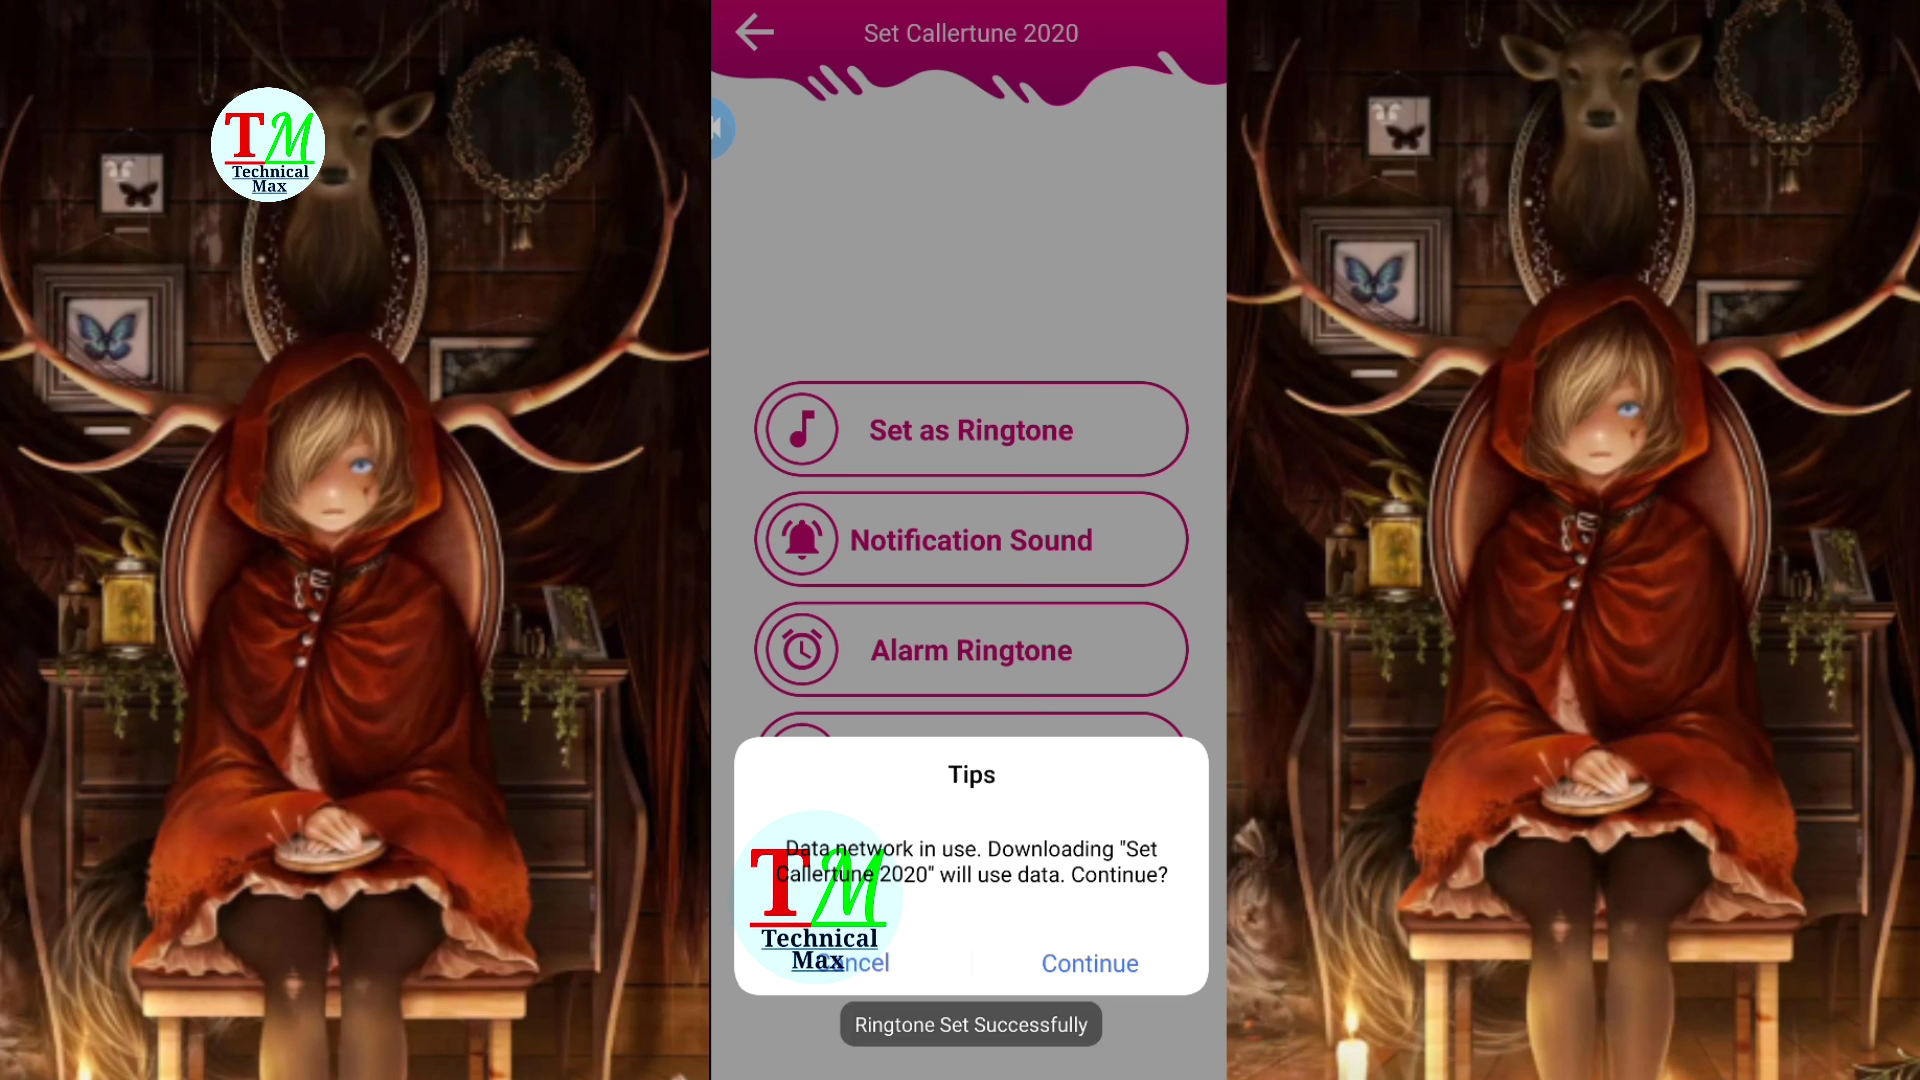 TM
Technical
Max
Set Callertune 2020
Set as Ringtone
Notification Sound
Alarm Ringtone
Tips
Data network in use. Downloading "Set
Callertune 2020" will use data. Continue?
TM
Technical
Max
Cancel
Continue
Ringtone Set Successfully